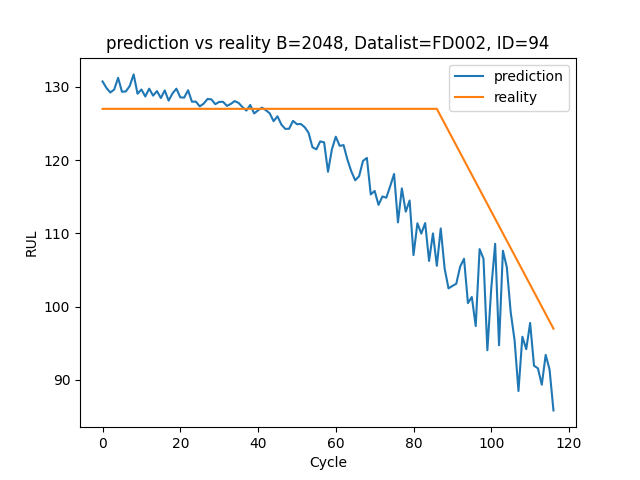 prediction vs reality B=2048, Datalist=FD002, ID=94
prediction
reality
130
120
110
100
90
RUL
0 20 40 60 80 100 120
Cycle